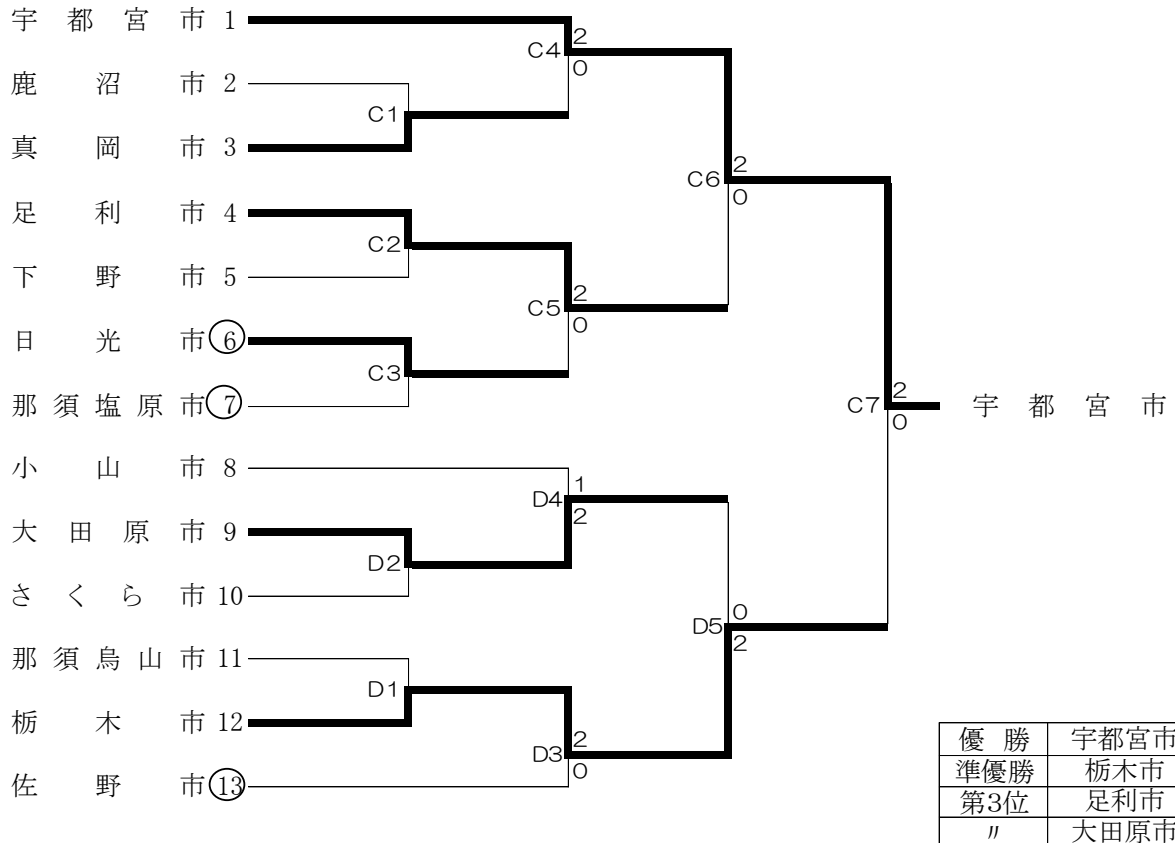 宇都宮市 1
2
C4
0
鹿沼市 2
C1
真岡市 3
2
C6
0
足利市 4
C2
下野市 5
2
C5
0
日光市 ⑥
C3
那須塩原市 ⑦
2
C7 宇都宮市
0
小山市 8
1
D4
2
大田原市 9
D2
さくら市 10
0
D5
2
那須烏山市 11
D1
栃木市 12
2
D3
0
佐野市 ⑬
優勝 宇都宮市
準優勝 栃木市
第3位 足利市
〃 大田原市